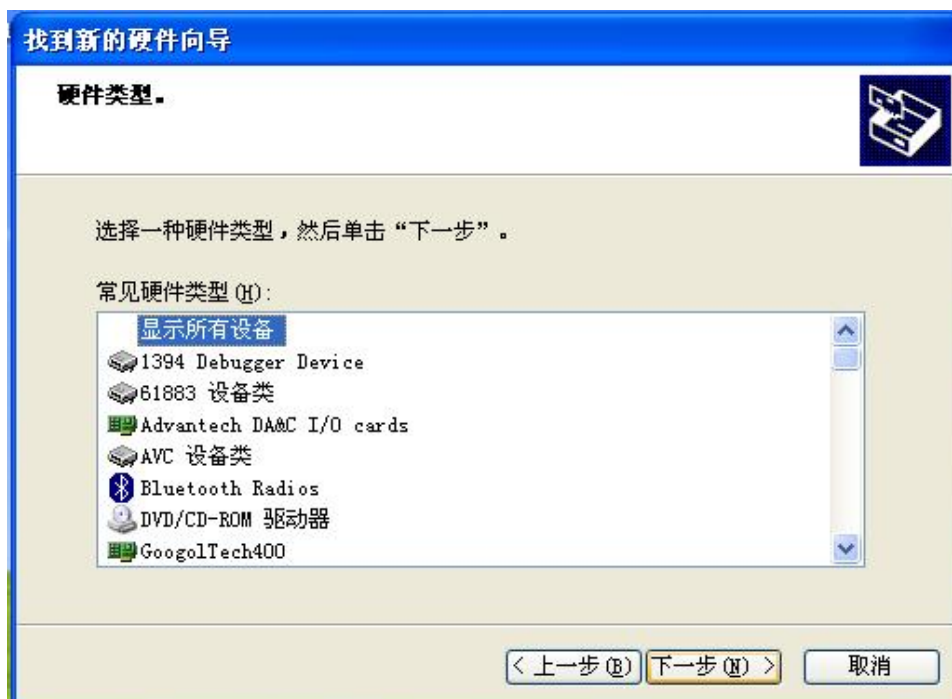 找到新的硬件向导
硬件类型。
选择一种硬件类型，然后单击“下一步”。
常见硬件类型(H):
显示所有设备
1394 Debugger Device
61883 设备类
Advantech DA&C I/O cards
AVC 设备类
Bluetooth Radios
DVD/CD-ROM 驱动器
GoogolTech400
< 上一步(B) 下一步(N) > 取消